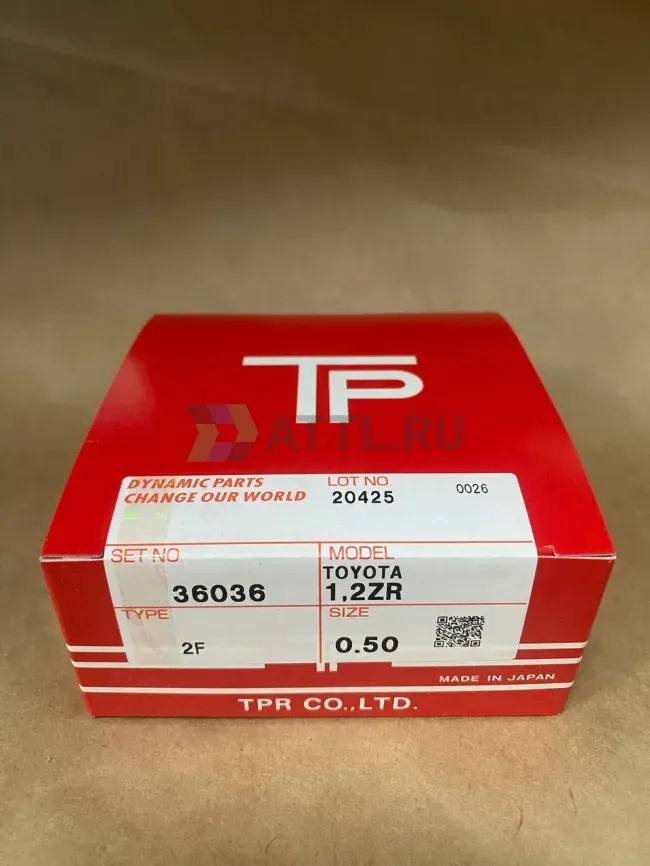 TP
ATTL.RU
DYNAMIC PARTS
CHANGE OUR WORLD
LOT NO.
20425
0026
SET NO.
36036
MODEL
TOYOTA
1,2ZR
TYPE
2F
SIZE
0.50
MADE IN JAPAN
TPR CO.,LTD.